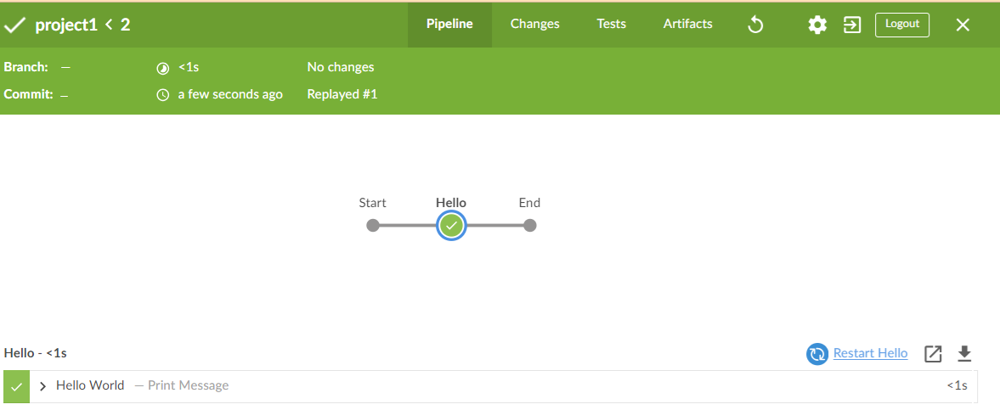 project1 < 2 Pipeline Changes Tests Artifacts Logout
Branch: — <1s No changes
Commit: — a few seconds ago Replayed #1
Start Hello End
Hello - <1s Restart Hello
Hello World — Print Message <1s